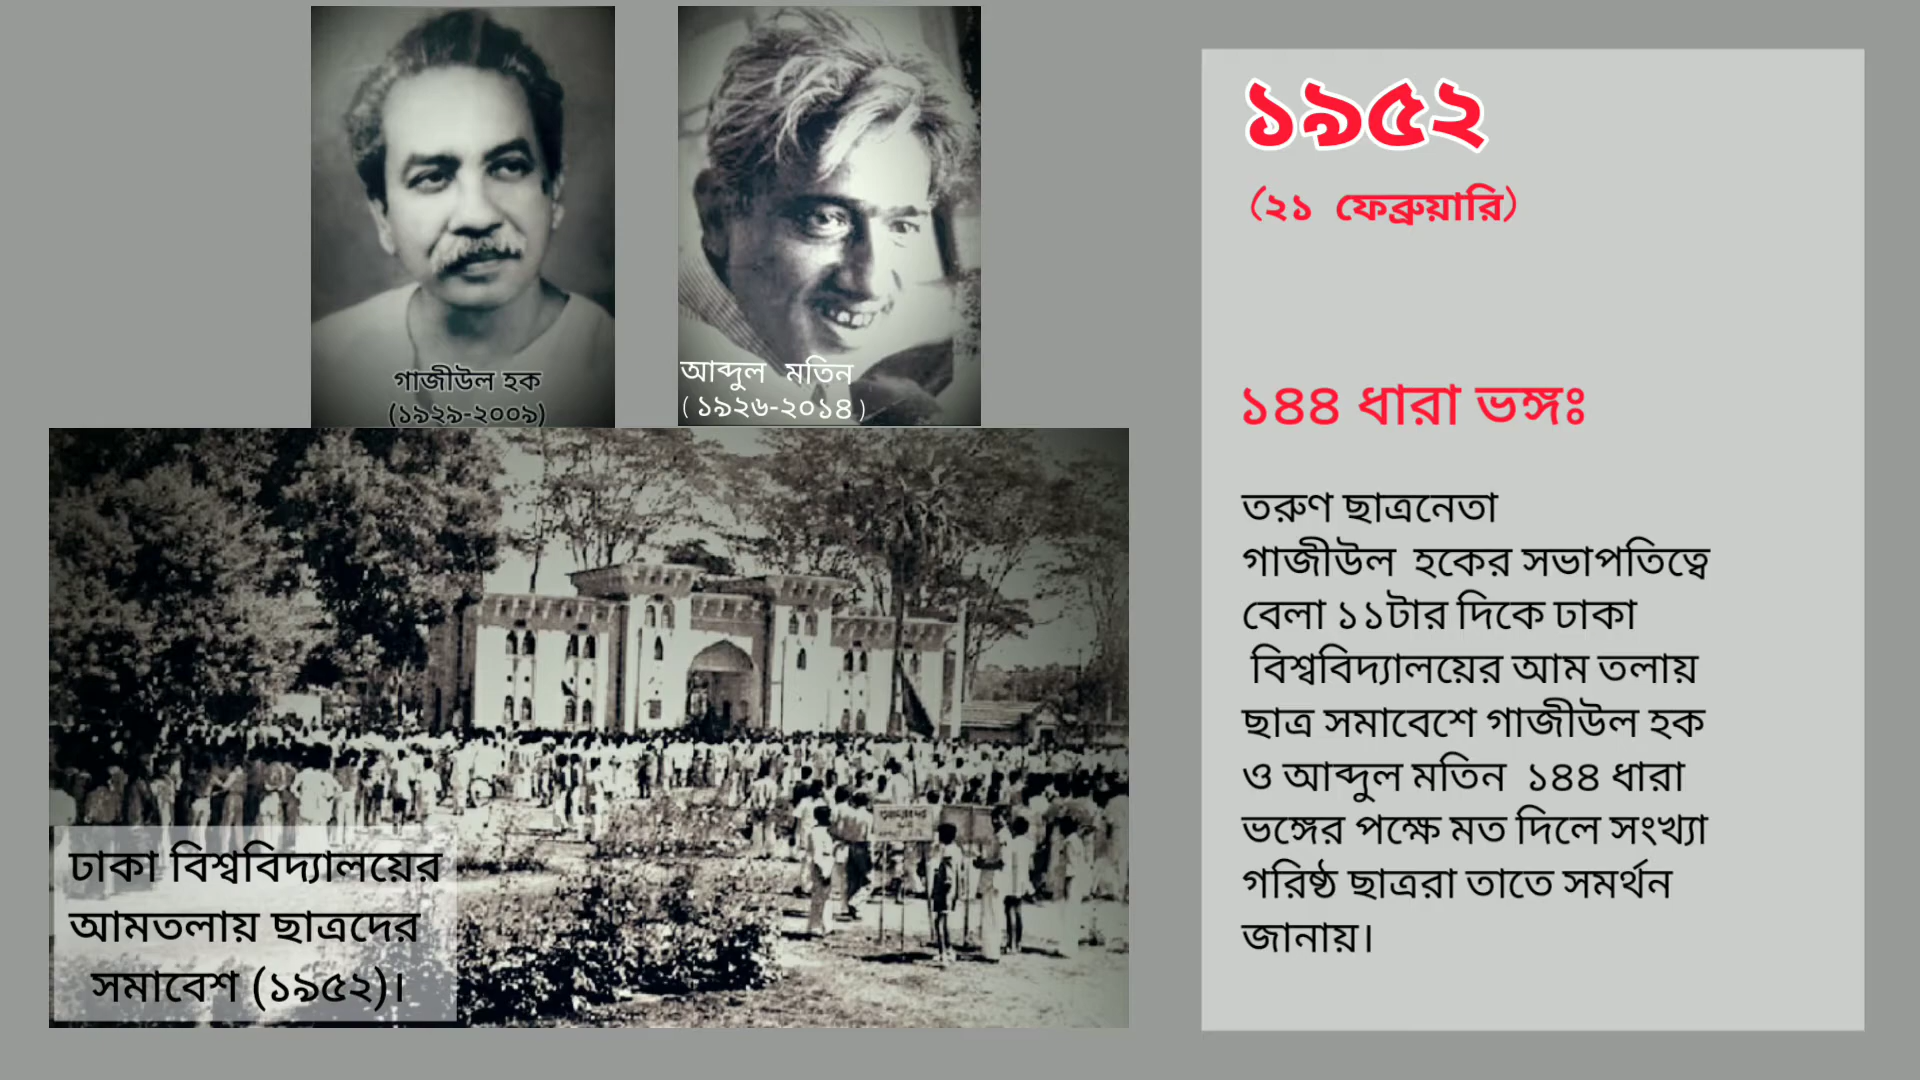 গাজীউল হক
(১৯২৯-২০০৯)
আব্দুল মতিন
(১৯২৬-২০১৪)
ঢাকা বিশ্ববিদ্যালয়ের
আমতলায় ছাত্রদের
সমাবেশ (১৯৫২)।
১৯৫২
(২১ ফেব্রুয়ারি)
১৪৪ ধারা ভঙ্গঃ
তরুণ ছাত্রনেতা
গাজীউল হকের সভাপতিত্বে
বেলা ১১টার দিকে ঢাকা
বিশ্ববিদ্যালয়ের আম তলায়
ছাত্র সমাবেশে গাজীউল হক
ও আব্দুল মতিন ১৪৪ ধারা
ভঙ্গের পক্ষে মত দিলে সংখ্যা
গরিষ্ঠ ছাত্ররা তাতে সমর্থন
জানায়।